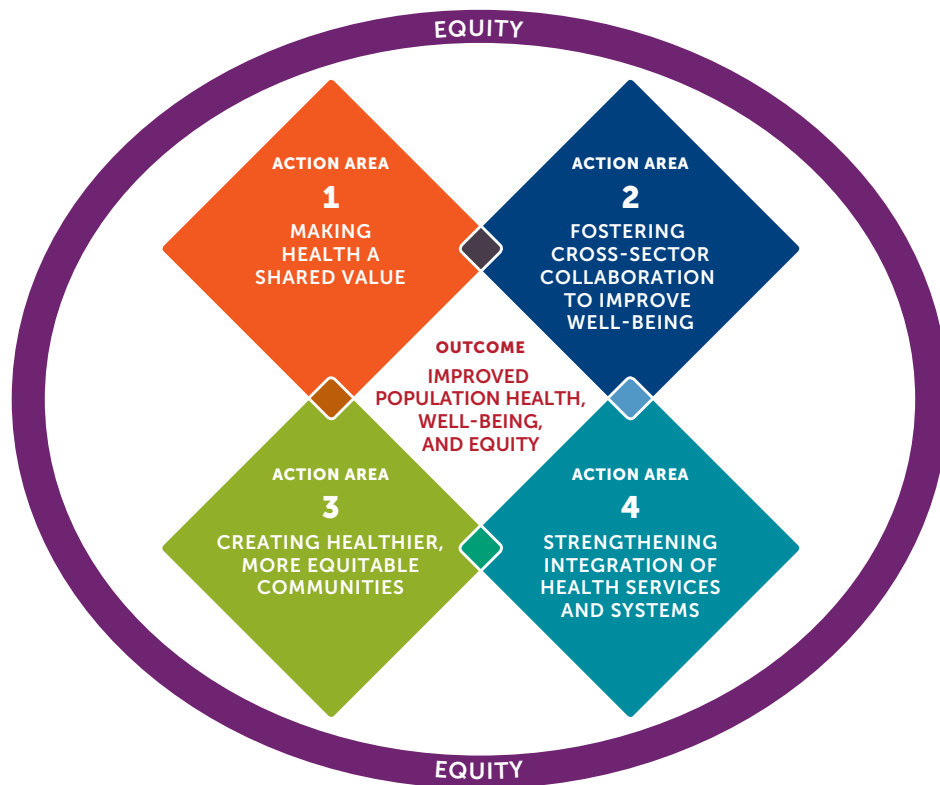 EQUITY
ACTION AREA
1
MAKING
HEALTH A
SHARED VALUE
ACTION AREA
2
FOSTERING
CROSS-SECTOR
COLLABORATION
TO IMPROVE
WELL-BEING
OUTCOME
IMPROVED
POPULATION HEALTH,
WELL-BEING,
AND EQUITY
ACTION AREA
3
CREATING HEALTHIER,
MORE EQUITABLE
COMMUNITIES
ACTION AREA
4
STRENGTHENING
INTEGRATION OF
HEALTH SERVICES
AND SYSTEMS
EQUITY